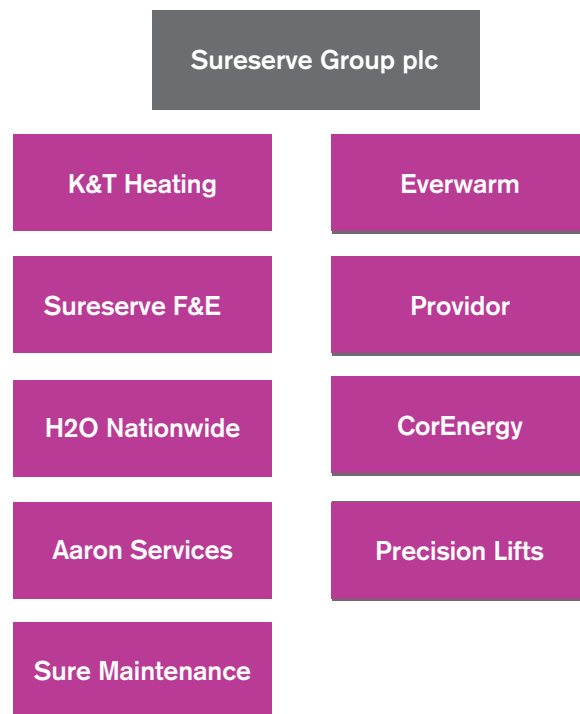 Sureserve Group plc
K&T Heating
Everwarm
Sureserve F&E
Providor
H2O Nationwide
CorEnergy
Aaron Services
Precision Lifts
Sure Maintenance